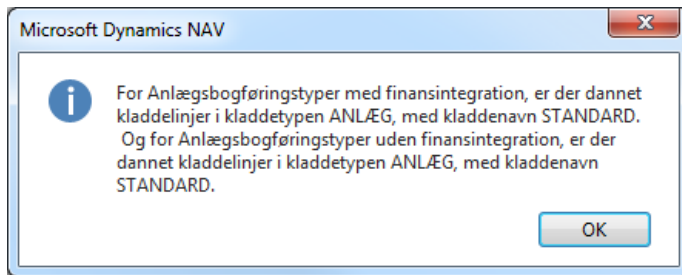 Microsoft Dynamics NAV
For Anlægsbogføringstyper med finansintegration, er der dannet
kladdelinjer i kladdetypen ANLÆG, med kladdenavn STANDARD.
Og for Anlægsbogføringstyper uden finansintegration, er der
dannet kladdelinjer i kladdetypen ANLÆG, med kladdenavn
STANDARD.
OK